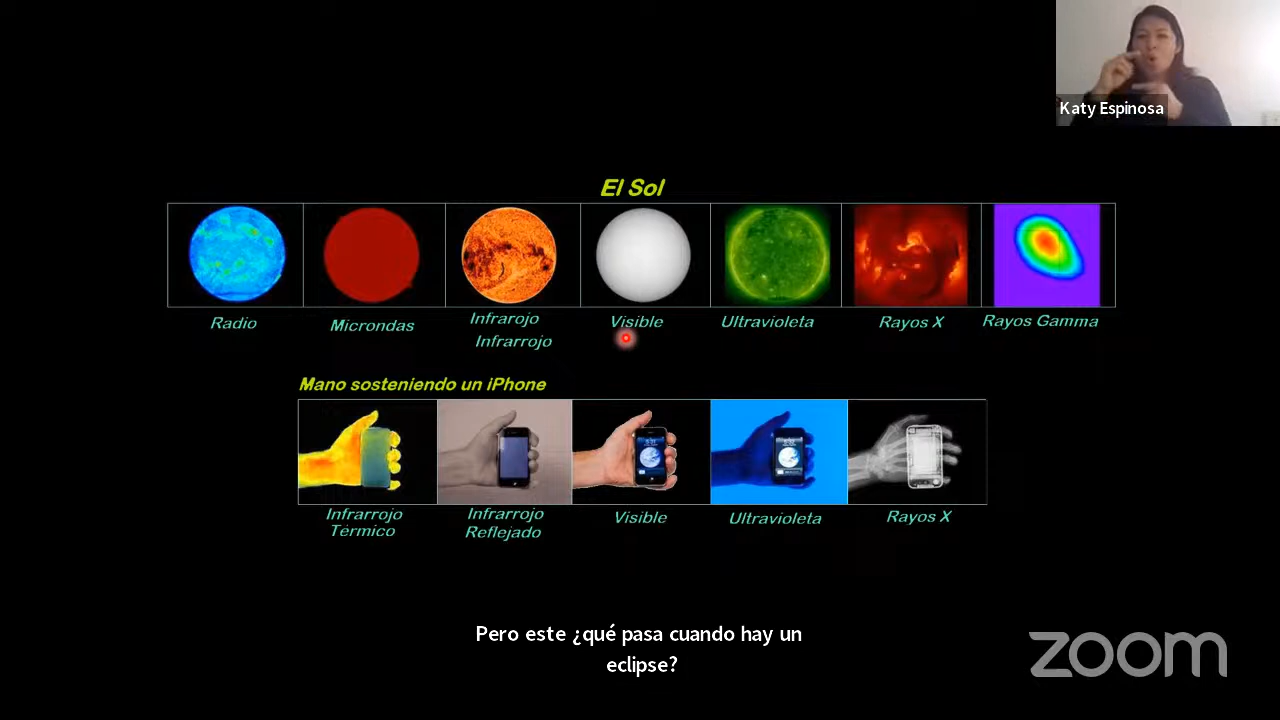 Katy Espinosa
El Sol
Radio
Microndas
Infrarojo
Infrarrojo
Visible
Ultravioleta
Rayos X
Rayos Gamma
Mano sosteniendo un iPhone
Infrarrojo
Tèrmico
Infrarrojo
Reflejado
Visible
Ultravioleta
Rayos X
Pero este ¿qué pasa cuando hay un
eclipse?
zoom